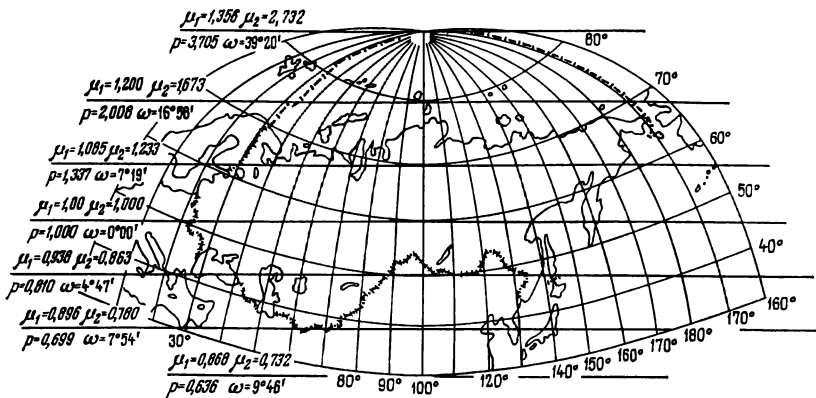 μ₁=1,356 μ₂=2,732
p=3,705 ω=39°20'
80°
μ₁=1,200 μ₂=1,673
p=2,008 ω=16°58'
70°
μ₁=1,085 μ₂=1,233
p=1,337 ω=7°19'
60°
μ₁=1,00 μ₂=1,000
p=1,000 ω=0°00'
50°
μ₁=0,938 μ₂=0,863
p=0,810 ω=4°47'
40°
μ₁=0,896 μ₂=0,780
p=0,699 ω=7°54'
30°
μ₁=0,868 μ₂=0,732
p=0,636 ω=9°46'
80° 90° 100° 120° 140° 150° 160° 170° 180° 170° 160°